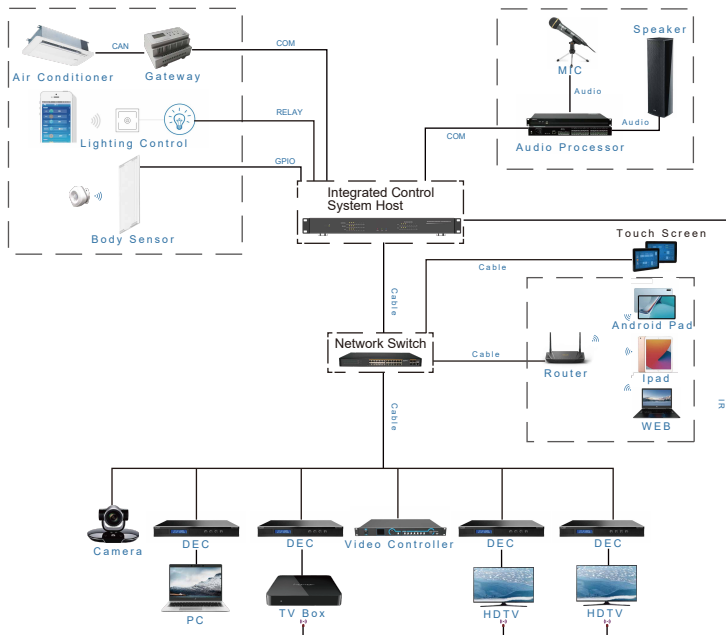 CAN
COM
Air Conditioner
Gateway
RELAY
Lighting Control
GPIO
Body Sensor
Speaker
MIC
Audio
Audio
Audio Processor
COM
Integrated Control
System Host
Touch Screen
Cable
Cable
Android Pad
Network Switch
Cable
Router
Ipad
WEB
IR
Cable
Camera
DEC
DEC
Video Controller
DEC
DEC
PC
TV Box
HDTV
HDTV